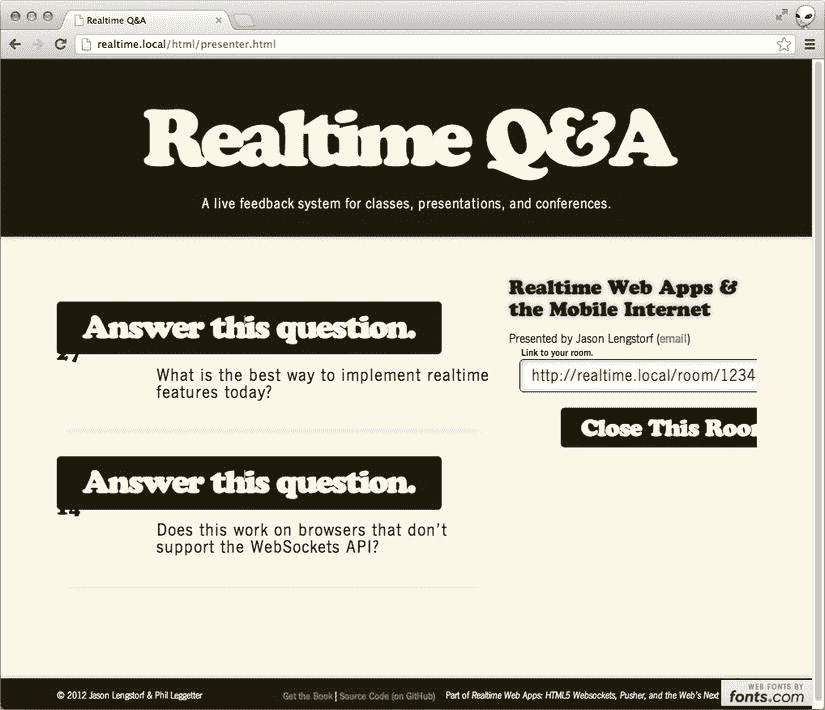 Realtime Q&A
realtime.local/html/presenter.html
Realtime Q&A
A live feedback system for classes, presentations, and conferences.
Answer this question.
What is the best way to implement realtime
features today?
Answer this question.
Does this work on browsers that don’t
support the WebSockets API?
Realtime Web Apps &
the Mobile Internet
Presented by Jason Lengstorf (email)
Link to your room.
http://realtime.local/room/1234
Close This
© 2012 Jason Lengstorf & Phil Leggetter
Get the Book | Source Code (on GitHub)
Part of Realtime Web Apps: HTML5 Websockets, Pusher, and the Web’s Next
WEB FONTS BY
fonts.com